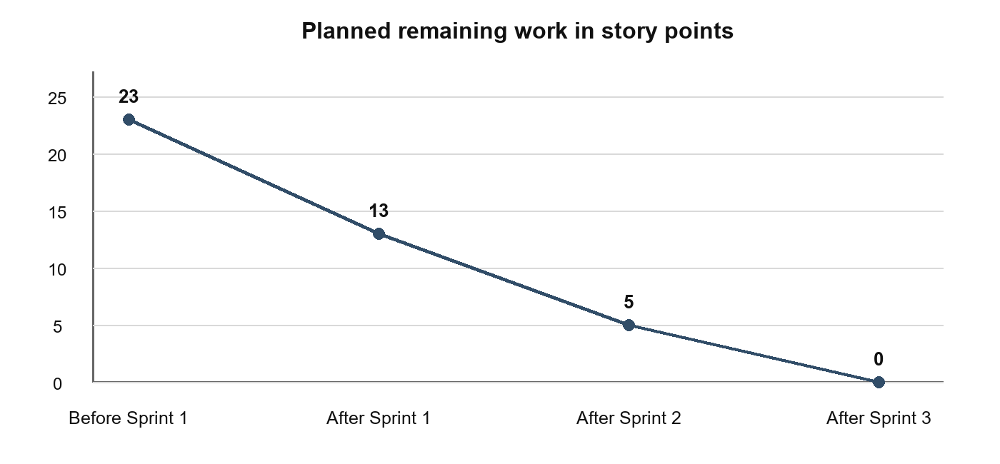 Planned remaining work in story points
25
23
20
15
13
10
5
5
0
0
Before Sprint 1
After Sprint 1
After Sprint 2
After Sprint 3